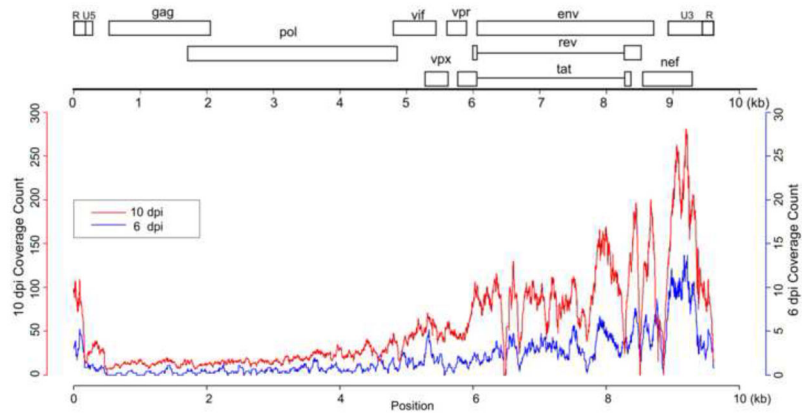 R U5 gag vif vpr env U3 R
pol rev
vpx tat nef
0 1 2 3 4 5 6 7 8 9 10 (kb)
300
250
200
150
100
50
0
10 dpi Coverage Count
10 dpi
6 dpi
30
25
20
15
10
5
0
6 dpi Coverage Count
0 2 4 6 8 10 (kb)
Position